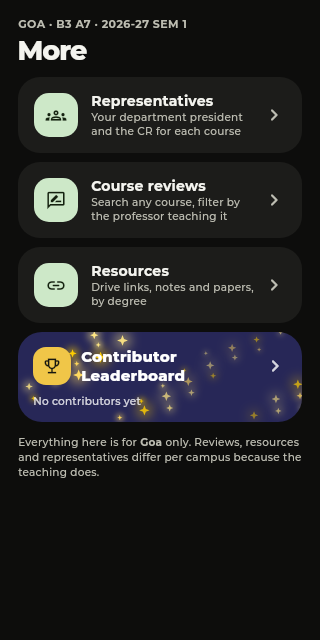 GOA · B3 A7 · 2026-27 SEM 1
More
Representatives
Your department president
and the CR for each course
Course reviews
Search any course, filter by
the professor teaching it
Resources
Drive links, notes and papers,
by degree
Contributor
Leaderboard
No contributors yet
Everything here is for Goa only. Reviews, resources
and representatives differ per campus because the
teaching does.